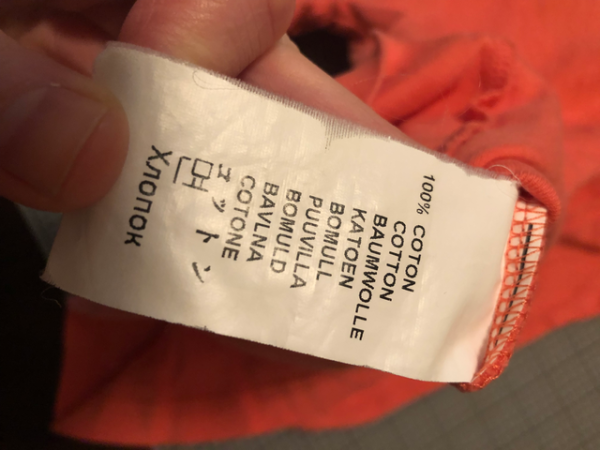 100% COTON
COTTON
BAUMWOLLE
KATOEN
BOMULL
PUUVILLA
BOMULD
BAVLNA
COTONE
コットン
면
Хлопок